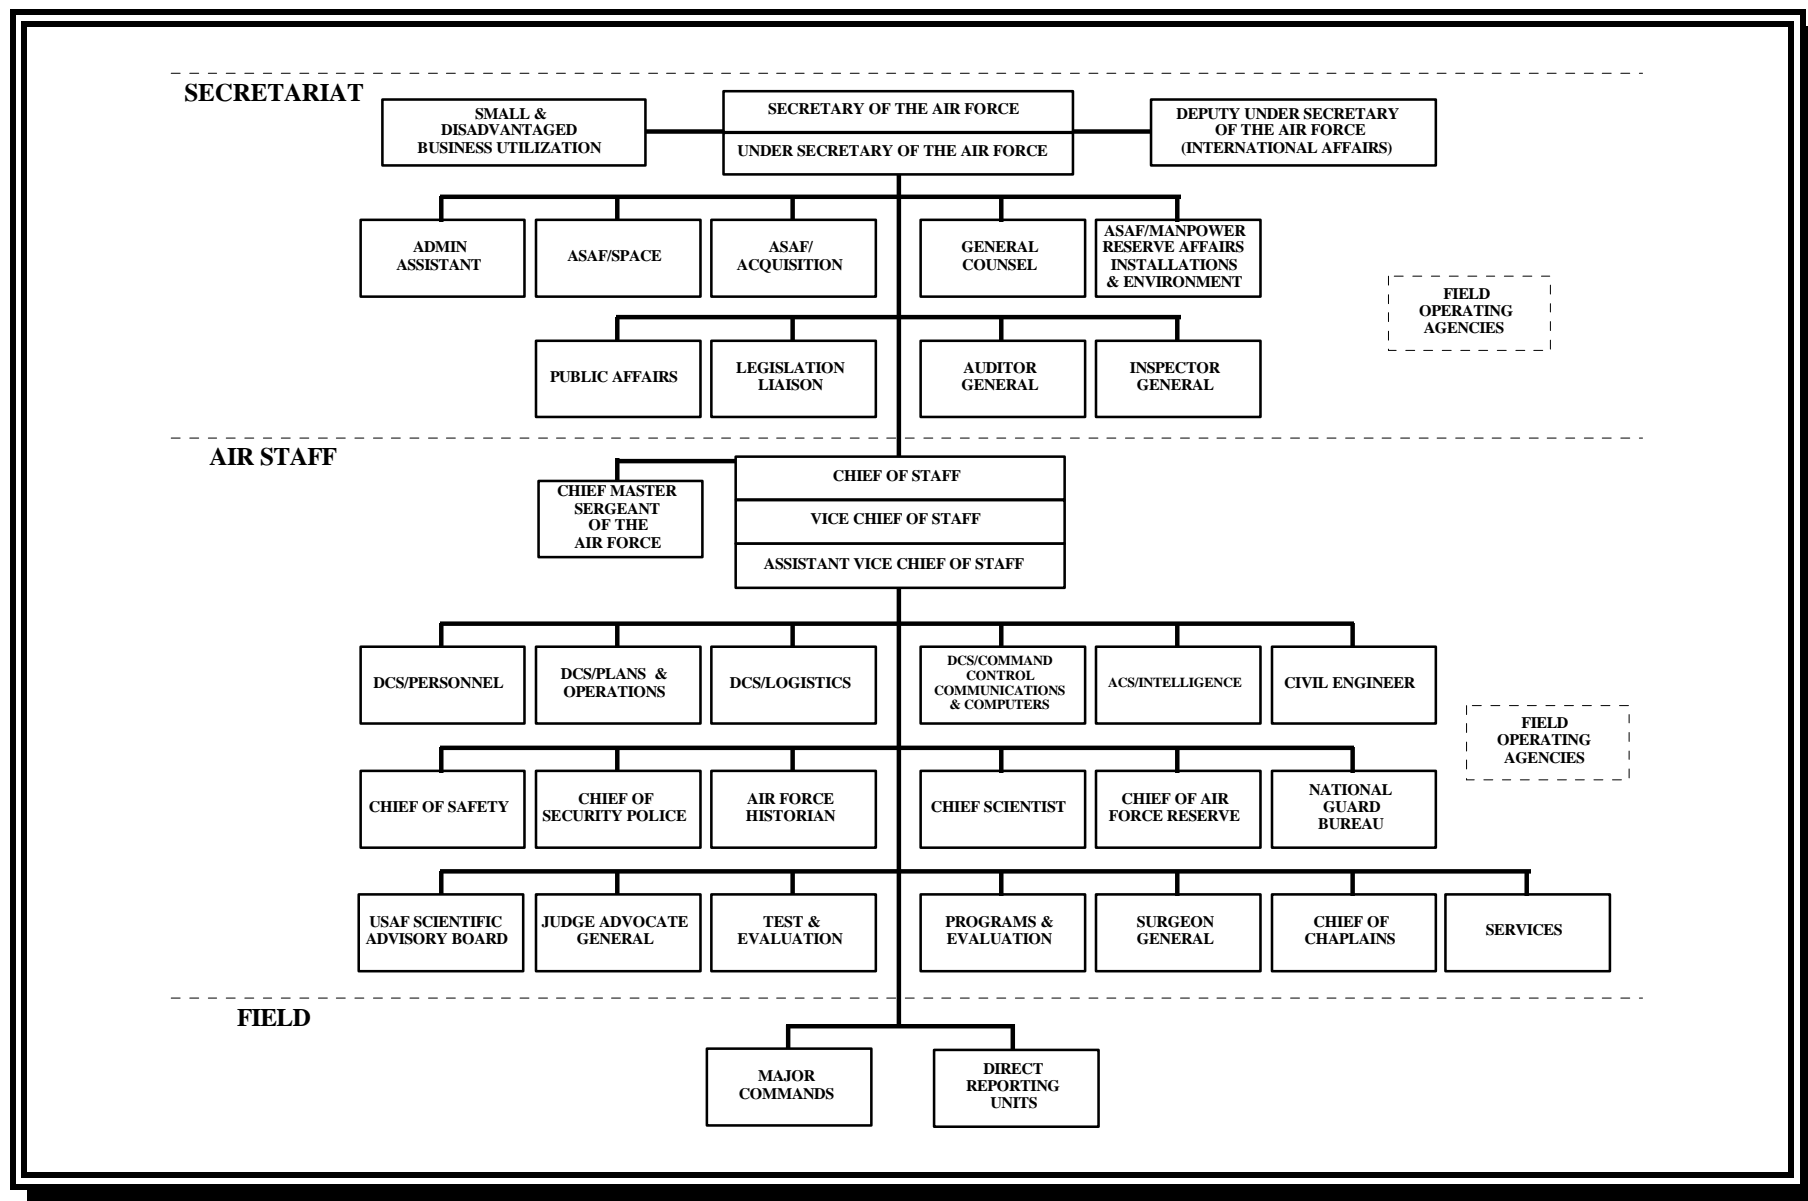 SECRETARIAT
SMALL &
DISADVANTAGED
BUSINESS UTILIZATION
SECRETARY OF THE AIR FORCE
UNDER SECRETARY OF THE AIR FORCE
DEPUTY UNDER SECRETARY
OF THE AIR FORCE
(INTERNATIONAL AFFAIRS)
ADMIN
ASSISTANT
ASAF/SPACE
ASAF/
ACQUISITION
GENERAL
COUNSEL
ASAF/MANPOWER
RESERVE AFFAIRS
INSTALLATIONS
& ENVIRONMENT
FIELD
OPERATING
AGENCIES
PUBLIC AFFAIRS
LEGISLATION
LIAISON
AUDITOR
GENERAL
INSPECTOR
GENERAL
AIR STAFF
CHIEF MASTER
SERGEANT
OF THE
AIR FORCE
CHIEF OF STAFF
VICE CHIEF OF STAFF
ASSISTANT VICE CHIEF OF STAFF
DCS/PERSONNEL
DCS/PLANS &
OPERATIONS
DCS/LOGISTICS
DCS/COMMAND
CONTROL
COMMUNICATIONS
& COMPUTERS
ACS/INTELLIGENCE
CIVIL ENGINEER
FIELD
OPERATING
AGENCIES
CHIEF OF SAFETY
CHIEF OF
SECURITY POLICE
AIR FORCE
HISTORIAN
CHIEF SCIENTIST
CHIEF OF AIR
FORCE RESERVE
NATIONAL
GUARD
BUREAU
USAF SCIENTIFIC
ADVISORY BOARD
JUDGE ADVOCATE
GENERAL
TEST &
EVALUATION
PROGRAMS &
EVALUATION
SURGEON
GENERAL
CHIEF OF
CHAPLAINS
SERVICES
FIELD
MAJOR
COMMANDS
DIRECT
REPORTING
UNITS